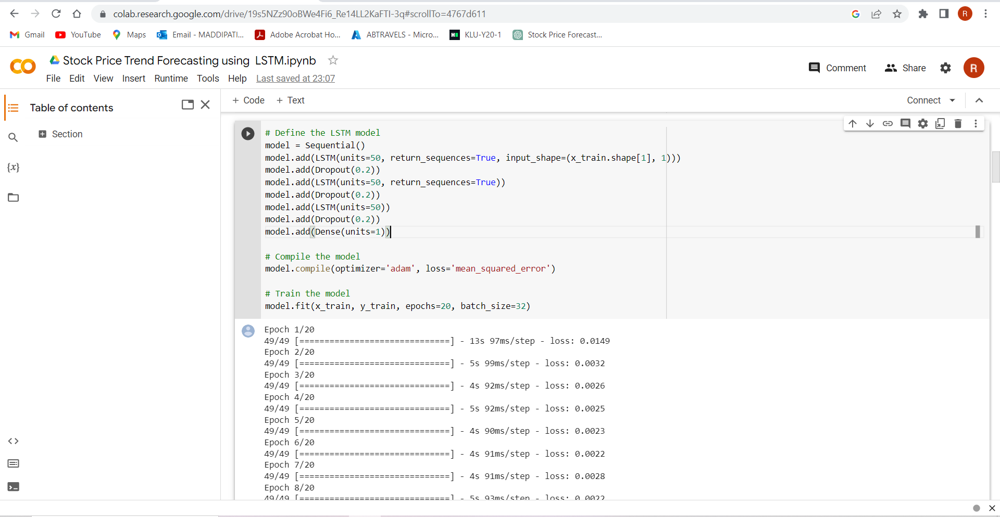 colab.research.google.com/drive/19s5NZz90oBWe4Fi6_Re14LL2KaFTI-3q#scrollTo=4767d611
R
Gmail YouTube Maps Email - MADDIPATI... Adobe Acrobat Ho... ABTRAVELS - Micro... KLU-Y20-1 Stock Price Forecast...
Stock Price Trend Forecasting using LSTM.ipynb
Comment Share R
File Edit View Insert Runtime Tools Help Last saved at 23:07
Table of contents
+ Code + Text
Connect
Section
{x}
# Define the LSTM model
model = Sequential()
model.add(LSTM(units=50, return_sequences=True, input_shape=(x_train.shape[1], 1)))
model.add(Dropout(0.2))
model.add(LSTM(units=50, return_sequences=True))
model.add(Dropout(0.2))
model.add(LSTM(units=50))
model.add(Dropout(0.2))
model.add(Dense(units=1))
# Compile the model
model.compile(optimizer='adam', loss='mean_squared_error')
# Train the model
model.fit(x_train, y_train, epochs=20, batch_size=32)
Epoch 1/20
49/49 [==============================] - 13s 97ms/step - loss: 0.0149
Epoch 2/20
49/49 [==============================] - 5s 99ms/step - loss: 0.0032
Epoch 3/20
49/49 [==============================] - 4s 92ms/step - loss: 0.0026
Epoch 4/20
49/49 [==============================] - 5s 92ms/step - loss: 0.0025
Epoch 5/20
49/49 [==============================] - 4s 90ms/step - loss: 0.0023
Epoch 6/20
49/49 [==============================] - 4s 91ms/step - loss: 0.0022
Epoch 7/20
49/49 [==============================] - 4s 91ms/step - loss: 0.0028
Epoch 8/20
49/49 [==============================] - 5s 93ms/step - loss: 0.0022